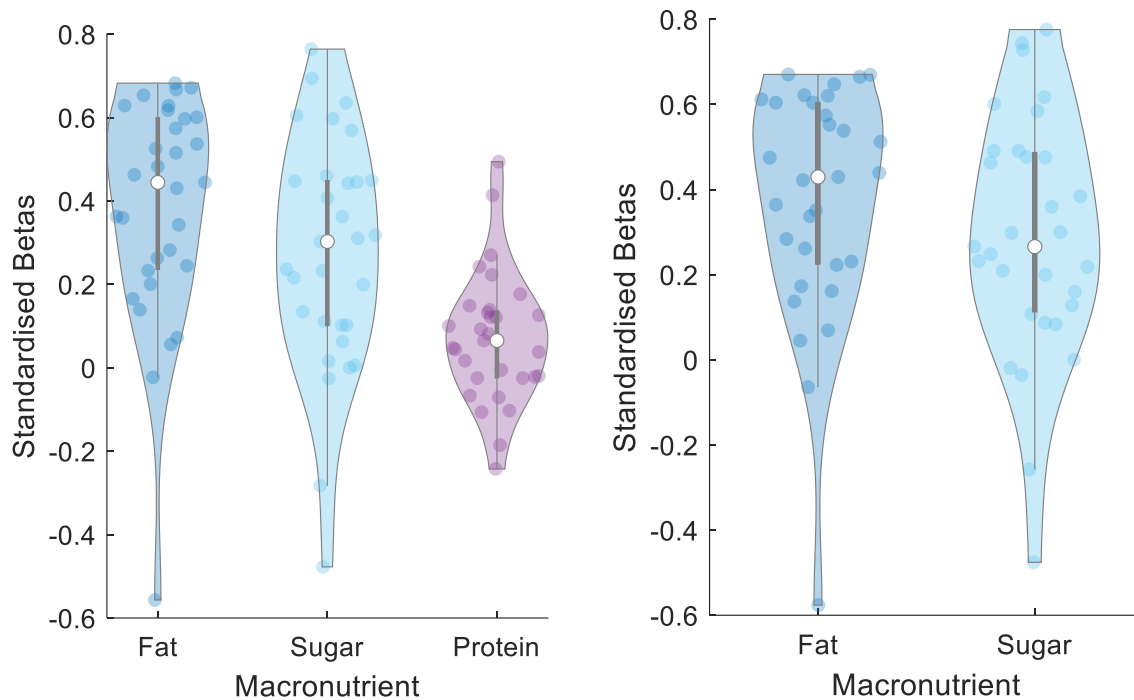 Standardised Betas
0.8
0.6
0.4
0.2
0
-0.2
-0.4
-0.6
Fat
Sugar
Protein
Macronutrient
Standardised Betas
0.8
0.6
0.4
0.2
0
-0.2
-0.4
-0.6
Fat
Sugar
Macronutrient